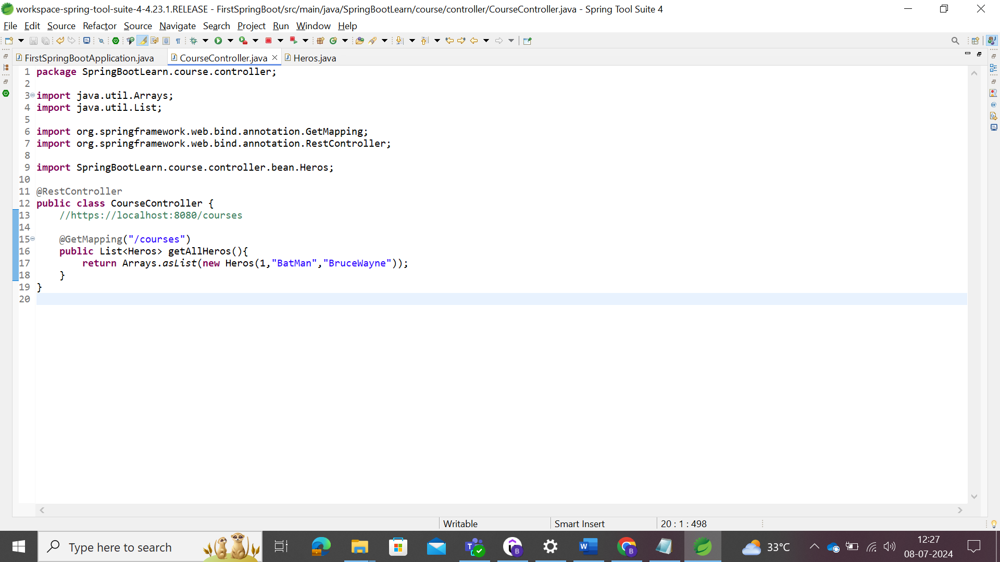 workspace-spring-tool-suite-4-4.23.1.RELEASE - FirstSpringBoot/src/main/java/SpringBootLearn/course/controller/CourseController.java - Spring Tool Suite 4
File Edit Source Refactor Source Navigate Search Project Run Window Help
FirstSpringBootApplication.java CourseController.java Heros.java
1 package SpringBootLearn.course.controller;
2
3 import java.util.Arrays;
4 import java.util.List;
5
6 import org.springframework.web.bind.annotation.GetMapping;
7 import org.springframework.web.bind.annotation.RestController;
8
9 import SpringBootLearn.course.controller.bean.Heros;
10
11 @RestController
12 public class CourseController {
13     //https://localhost:8080/courses
14
15     @GetMapping("/courses")
16     public List<Heros> getAllHeros(){
17         return Arrays.asList(new Heros(1,"BatMan","BruceWayne"));
18     }
19 }
20
Writable Smart Insert 20 : 1 : 498
Type here to search 33°C 12:27
08-07-2024